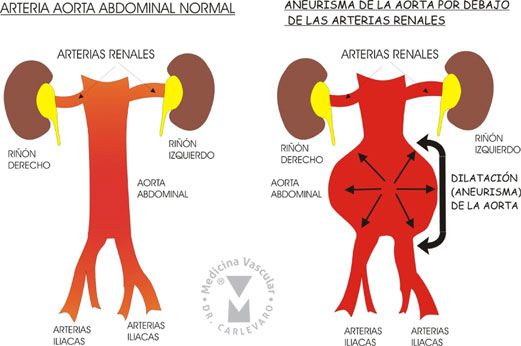 ARTERIA AORTA ABDOMINAL NORMAL
ARTERIAS RENALES
RIÑÓN
DERECHO
RIÑÓN
IZQUIERDO
AORTA
ABDOMINAL
ARTERIAS
ILIACAS
ARTERIAS
ILIACAS
Medicina Vascular
®
DR. CARLEVARO
ANEURISMA DE LA AORTA POR DEBAJO
DE LAS ARTERIAS RENALES
ARTERIAS RENALES
RIÑÓN
DERECHO
RIÑÓN
IZQUIERDO
AORTA
ABDOMINAL
DILATACIÓN
(ANEURISMA)
DE LA AORTA
ARTERIAS
ILIACAS
ARTERIAS
ILIACAS